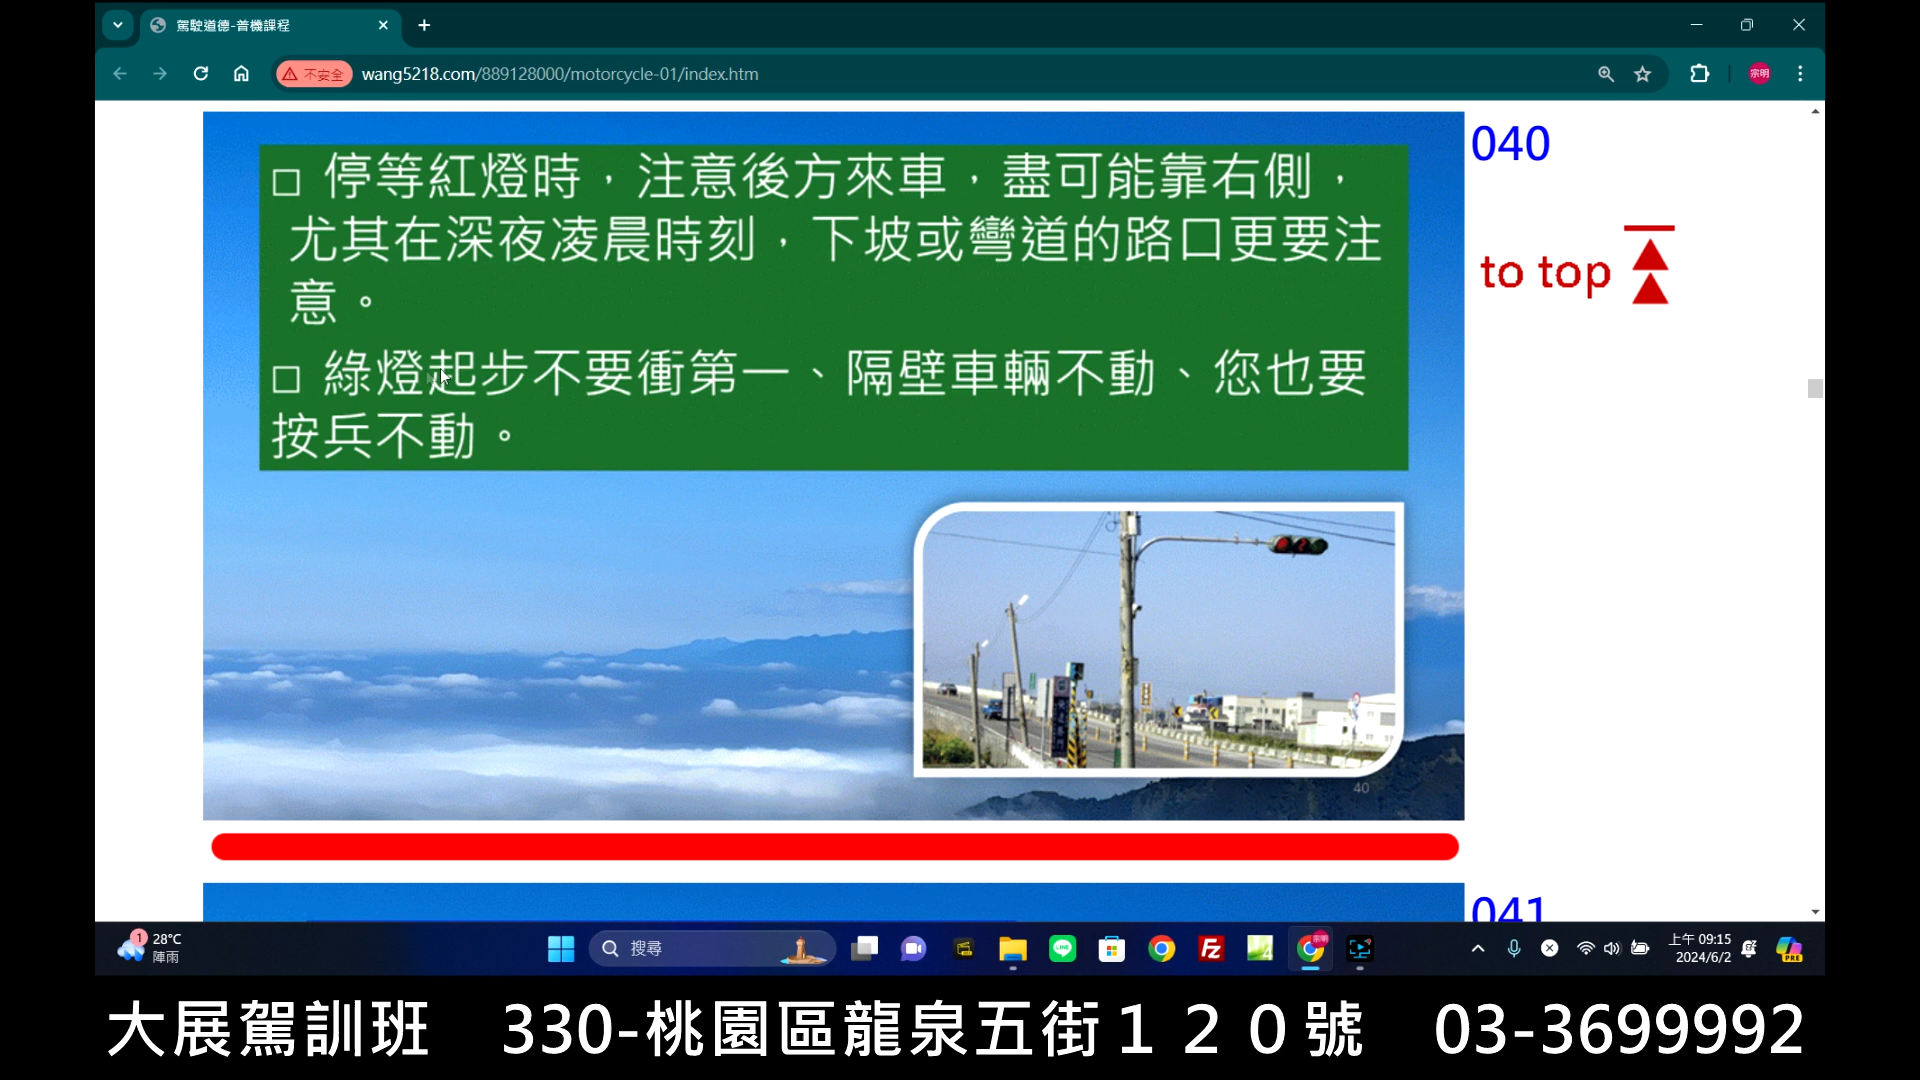 駕駛道德-普機課程
不安全
wang5218.com/889128000/motorcycle-01/index.htm
宗明
□ 停等紅燈時，注意後方來車，盡可能靠右側，
尤其在深夜凌晨時刻，下坡或彎道的路口更要注
意。
□ 綠燈起步不要衝第一、隔壁車輛不動、您也要
按兵不動。
040
to top
40
041
1
28°C
陣雨
搜尋
宗明
上午 09:15
2024/6/2
PRE
大展駕訓班 330-桃園區龍泉五街１２０號 03-3699992